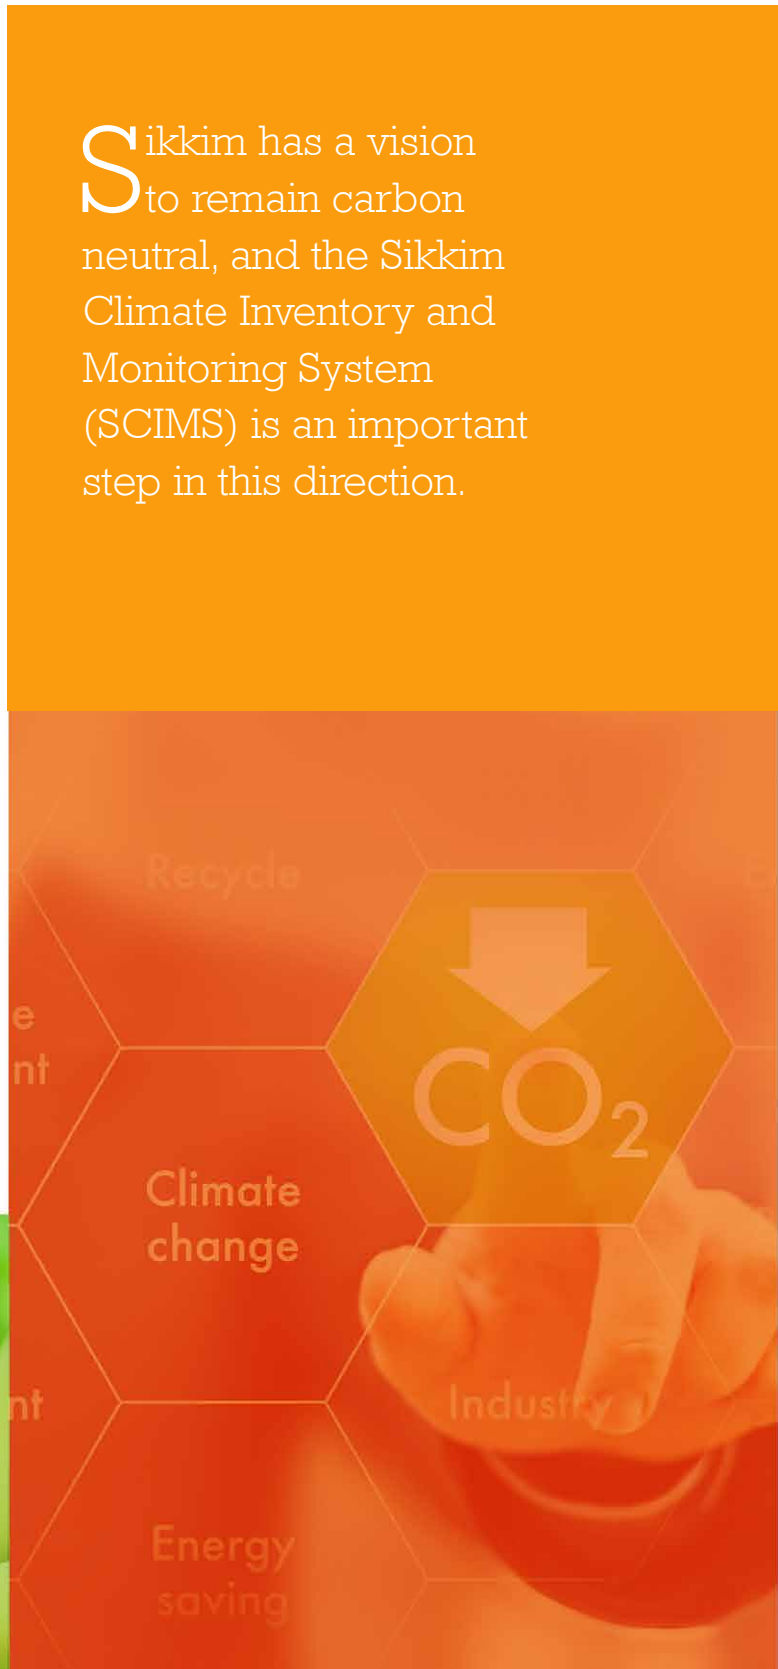 Sikkim has a vision
to remain carbon
neutral, and the Sikkim
Climate Inventory and
Monitoring System
(SCIMS) is an important
step in this direction.
Recycle
CO₂
Climate
change
Industry
Energy
saving